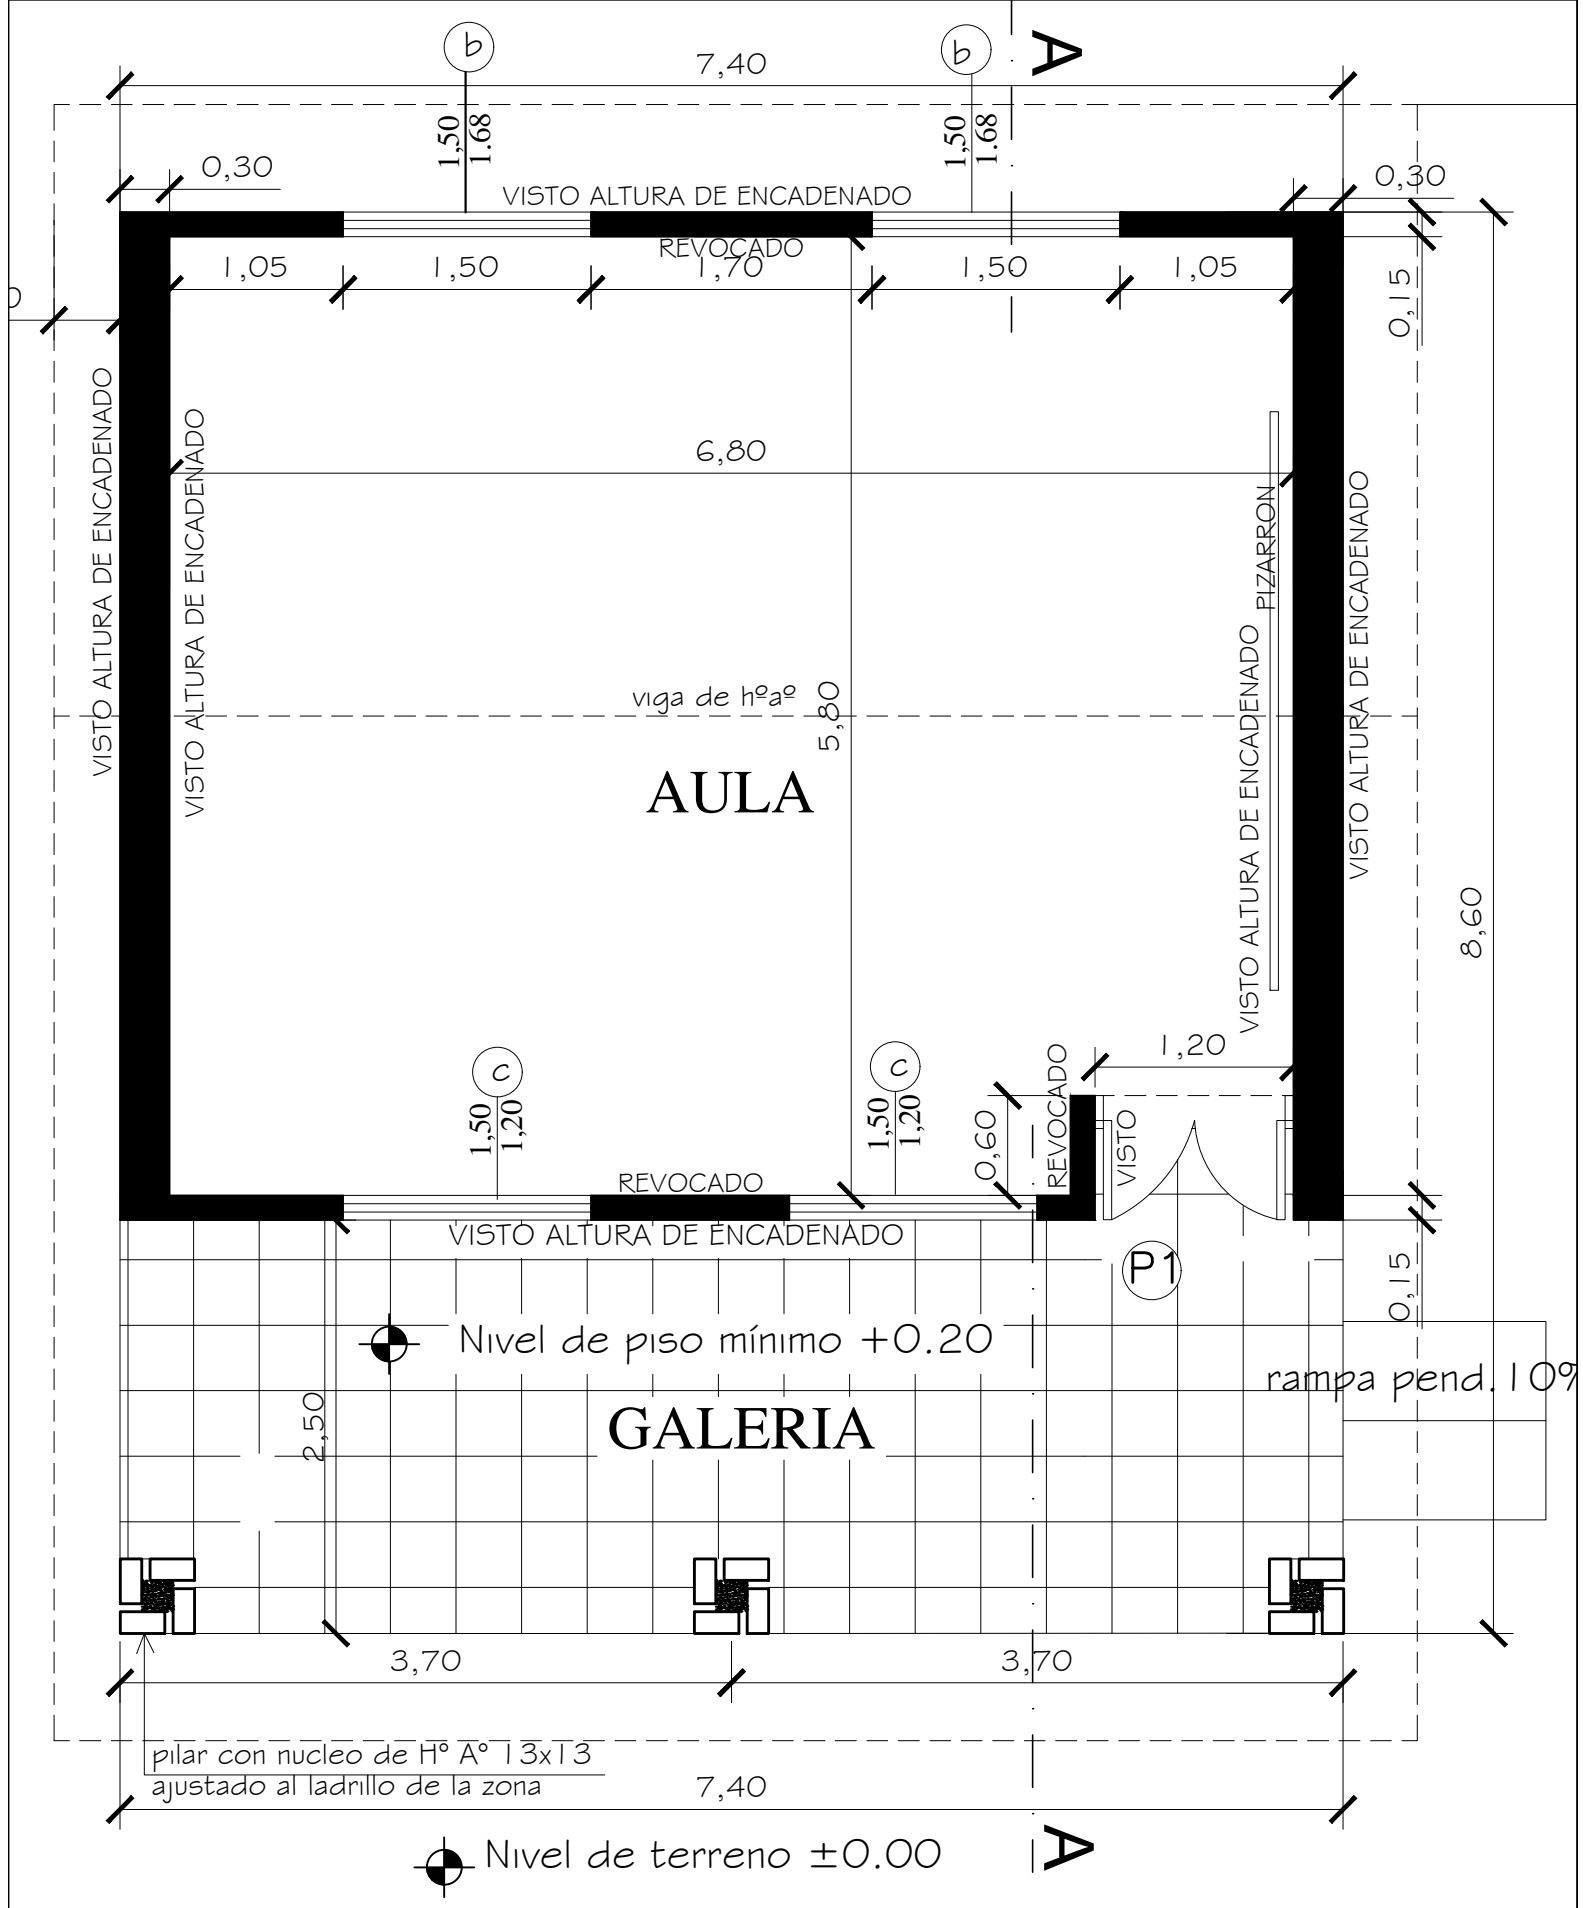 b
b
A
7,40
1,50
1.68
1,50
1.68
0,30
0,30
VISTO ALTURA DE ENCADENADO
REVOCADO
1,05
1,50
1,70
1,50
1,05
0,15
VISTO ALTURA DE ENCADENADO
VISTO ALTURA DE ENCADENADO
6,80
PIZARRON
VISTO ALTURA DE ENCADENADO
VISTO ALTURA DE ENCADENADO
viga de hºaº
5,80
AULA
8,60
c
c
1,50
1,20
1,50
1,20
1,20
0,60
REVOCADO
VISTO
REVOCADO
VISTO ALTURA DE ENCADENADO
P1
0,15
Nivel de piso mínimo +0.20
rampa pend. 10%
2,50
GALERIA
3,70
3,70
pilar con nucleo de H° A° 13x13
ajustado al ladrillo de la zona
7,40
Nivel de terreno ±0.00
A